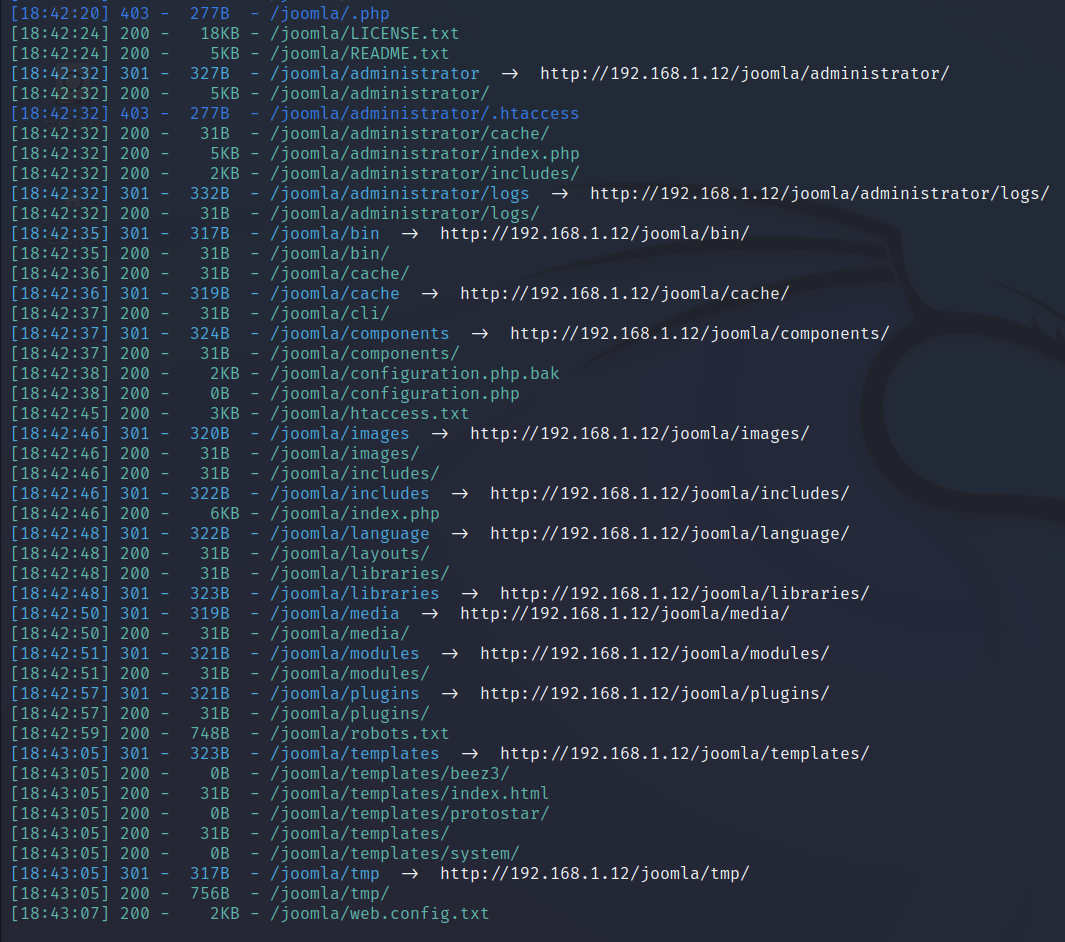 [18:42:20] 403 -  277B  - /joomla/.php
[18:42:24] 200 -   18KB - /joomla/LICENSE.txt
[18:42:24] 200 -    5KB - /joomla/README.txt
[18:42:32] 301 -  327B  - /joomla/administrator  →  http://192.168.1.12/joomla/administrator/
[18:42:32] 200 -    5KB - /joomla/administrator/
[18:42:32] 403 -  277B  - /joomla/administrator/.htaccess
[18:42:32] 200 -   31B  - /joomla/administrator/cache/
[18:42:32] 200 -    5KB - /joomla/administrator/index.php
[18:42:32] 200 -    2KB - /joomla/administrator/includes/
[18:42:32] 301 -  332B  - /joomla/administrator/logs  →  http://192.168.1.12/joomla/administrator/logs/
[18:42:32] 200 -   31B  - /joomla/administrator/logs/
[18:42:35] 301 -  317B  - /joomla/bin  →  http://192.168.1.12/joomla/bin/
[18:42:35] 200 -   31B  - /joomla/bin/
[18:42:36] 200 -   31B  - /joomla/cache/
[18:42:36] 301 -  319B  - /joomla/cache  →  http://192.168.1.12/joomla/cache/
[18:42:37] 200 -   31B  - /joomla/cli/
[18:42:37] 301 -  324B  - /joomla/components  →  http://192.168.1.12/joomla/components/
[18:42:37] 200 -   31B  - /joomla/components/
[18:42:38] 200 -    2KB - /joomla/configuration.php.bak
[18:42:38] 200 -    0B  - /joomla/configuration.php
[18:42:45] 200 -    3KB - /joomla/htaccess.txt
[18:42:46] 301 -  320B  - /joomla/images  →  http://192.168.1.12/joomla/images/
[18:42:46] 200 -   31B  - /joomla/images/
[18:42:46] 200 -   31B  - /joomla/includes/
[18:42:46] 301 -  322B  - /joomla/includes  →  http://192.168.1.12/joomla/includes/
[18:42:46] 200 -    6KB - /joomla/index.php
[18:42:48] 301 -  322B  - /joomla/language  →  http://192.168.1.12/joomla/language/
[18:42:48] 200 -   31B  - /joomla/layouts/
[18:42:48] 200 -   31B  - /joomla/libraries/
[18:42:48] 301 -  323B  - /joomla/libraries  →  http://192.168.1.12/joomla/libraries/
[18:42:50] 301 -  319B  - /joomla/media  →  http://192.168.1.12/joomla/media/
[18:42:50] 200 -   31B  - /joomla/media/
[18:42:51] 301 -  321B  - /joomla/modules  →  http://192.168.1.12/joomla/modules/
[18:42:51] 200 -   31B  - /joomla/modules/
[18:42:57] 301 -  321B  - /joomla/plugins  →  http://192.168.1.12/joomla/plugins/
[18:42:57] 200 -   31B  - /joomla/plugins/
[18:42:59] 200 -  748B  - /joomla/robots.txt
[18:43:05] 301 -  323B  - /joomla/templates  →  http://192.168.1.12/joomla/templates/
[18:43:05] 200 -    0B  - /joomla/templates/beez3/
[18:43:05] 200 -   31B  - /joomla/templates/index.html
[18:43:05] 200 -    0B  - /joomla/templates/protostar/
[18:43:05] 200 -   31B  - /joomla/templates/
[18:43:05] 200 -    0B  - /joomla/templates/system/
[18:43:05] 301 -  317B  - /joomla/tmp  →  http://192.168.1.12/joomla/tmp/
[18:43:05] 200 -  756B  - /joomla/tmp/
[18:43:07] 200 -    2KB - /joomla/web.config.txt